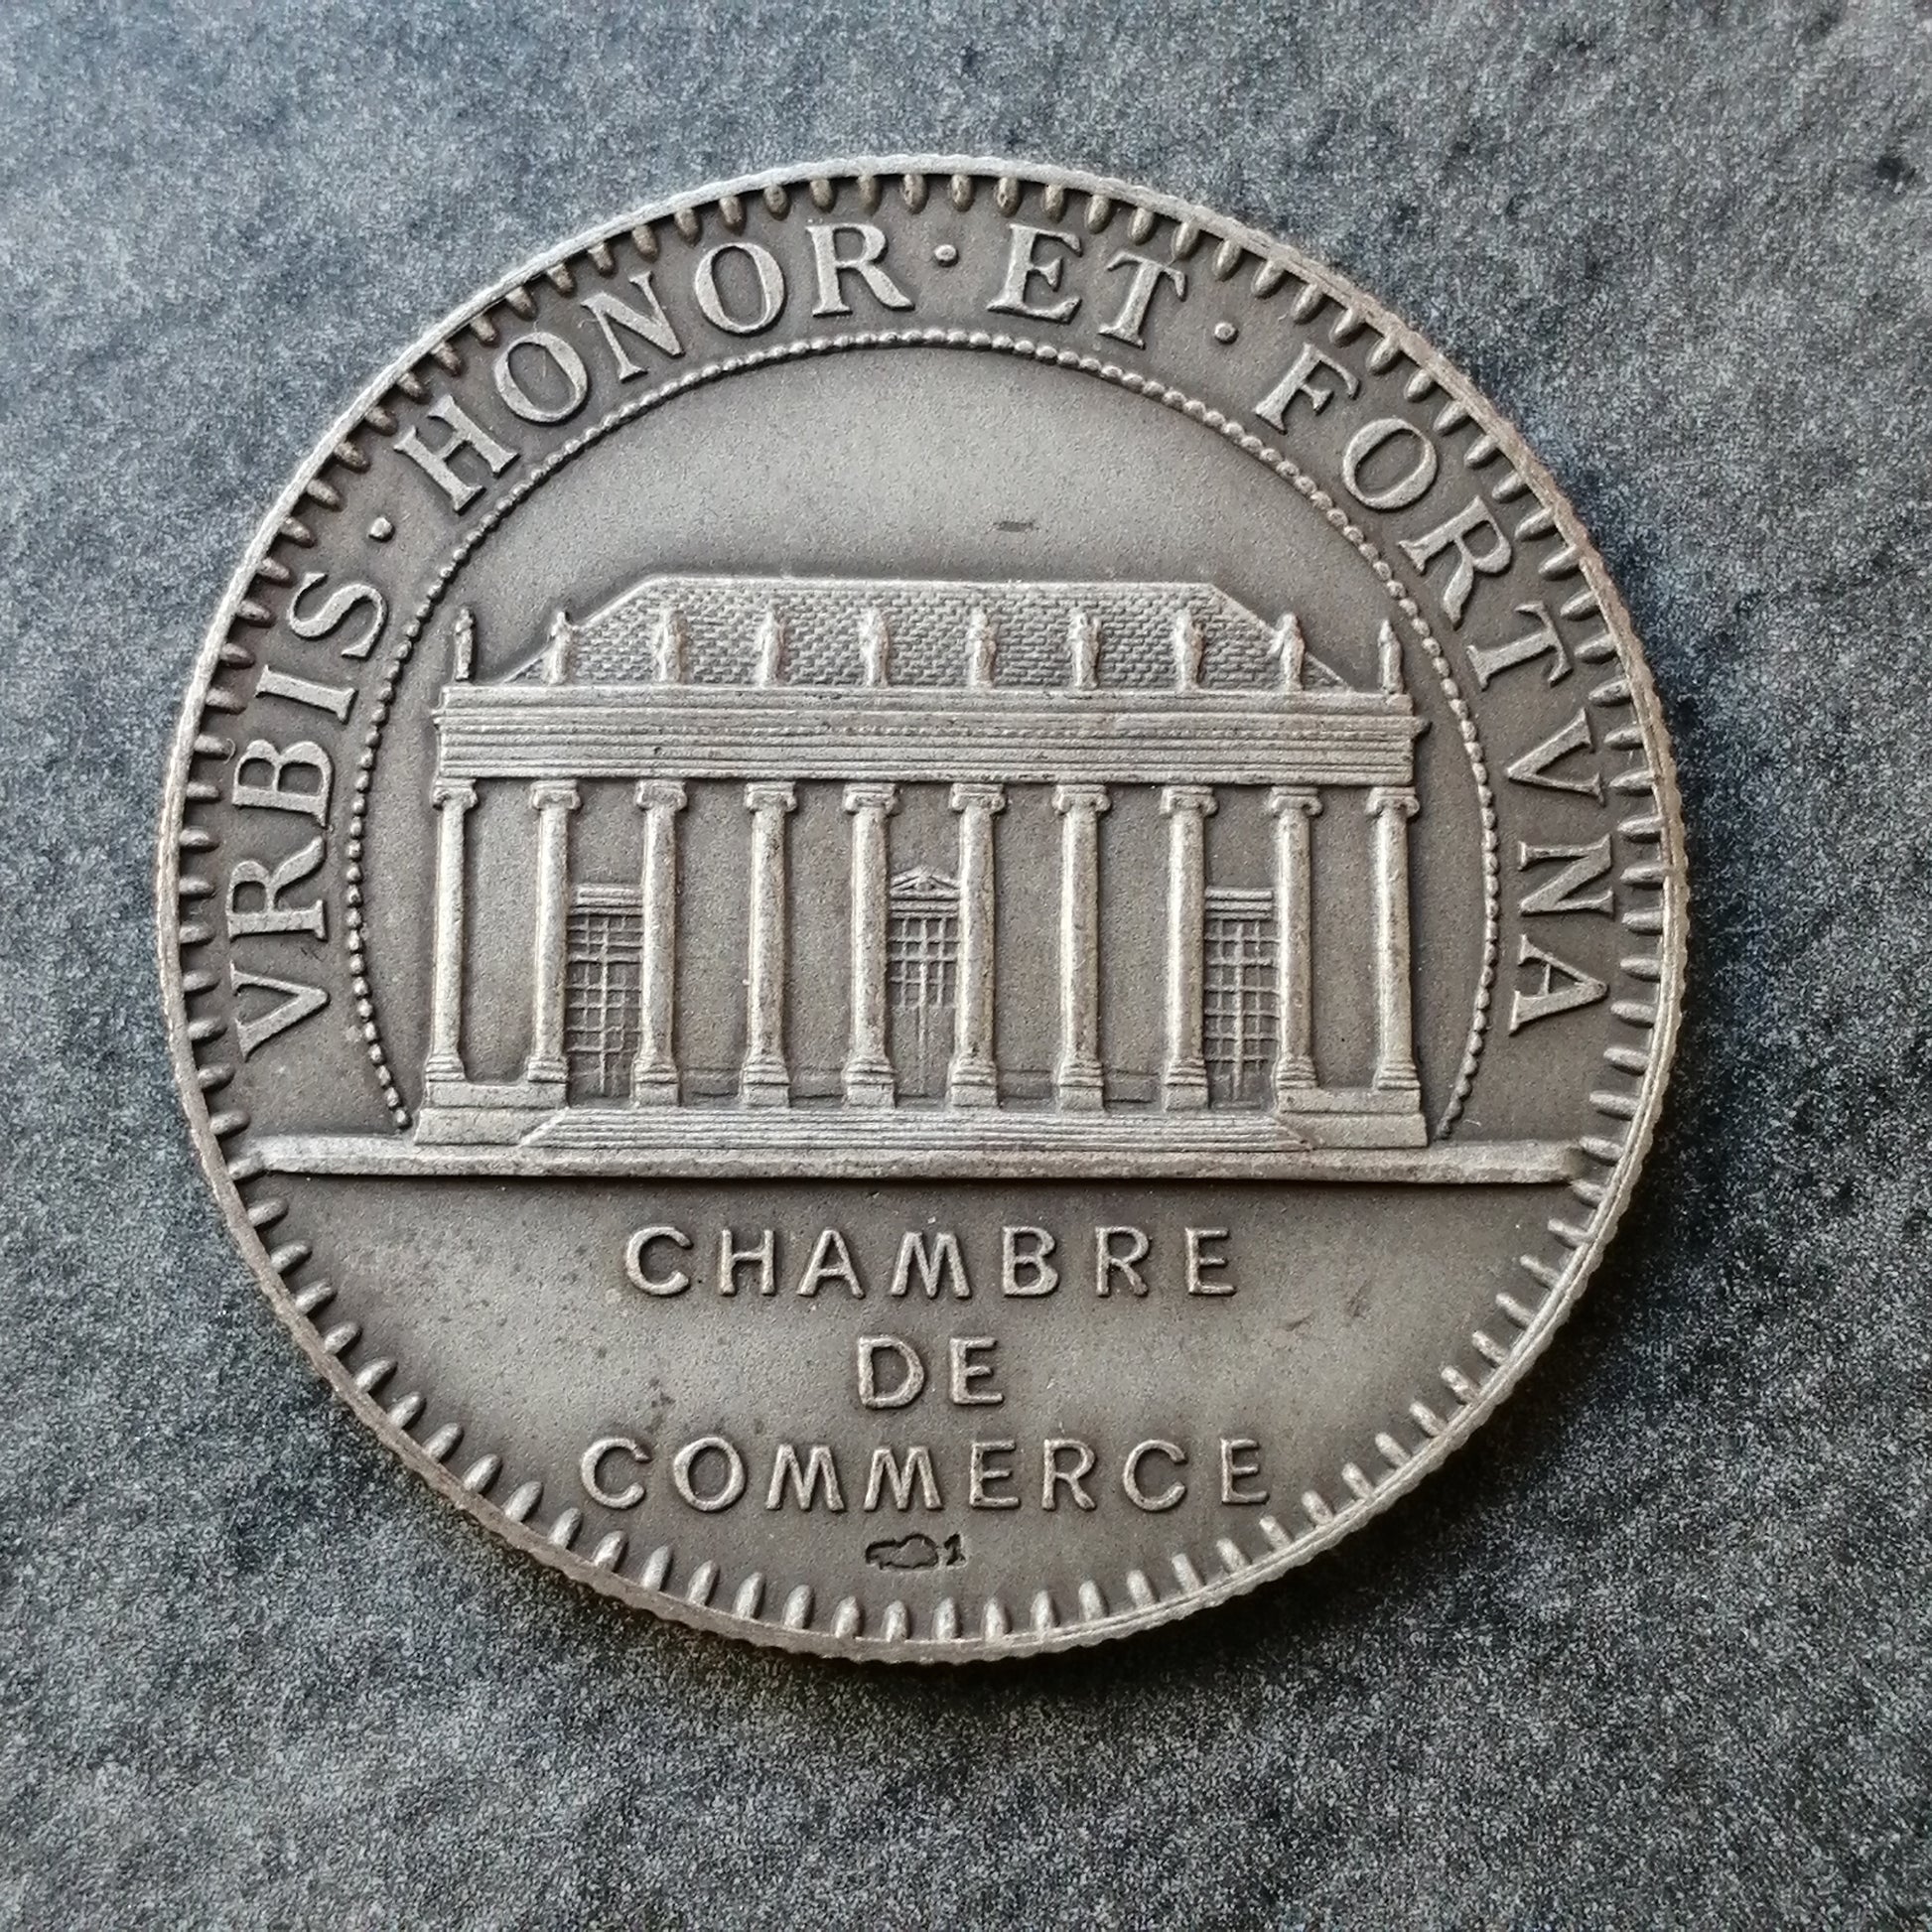 VRBIS · HONOR · ET · FORTVNA
CHAMBRE
DE
COMMERCE